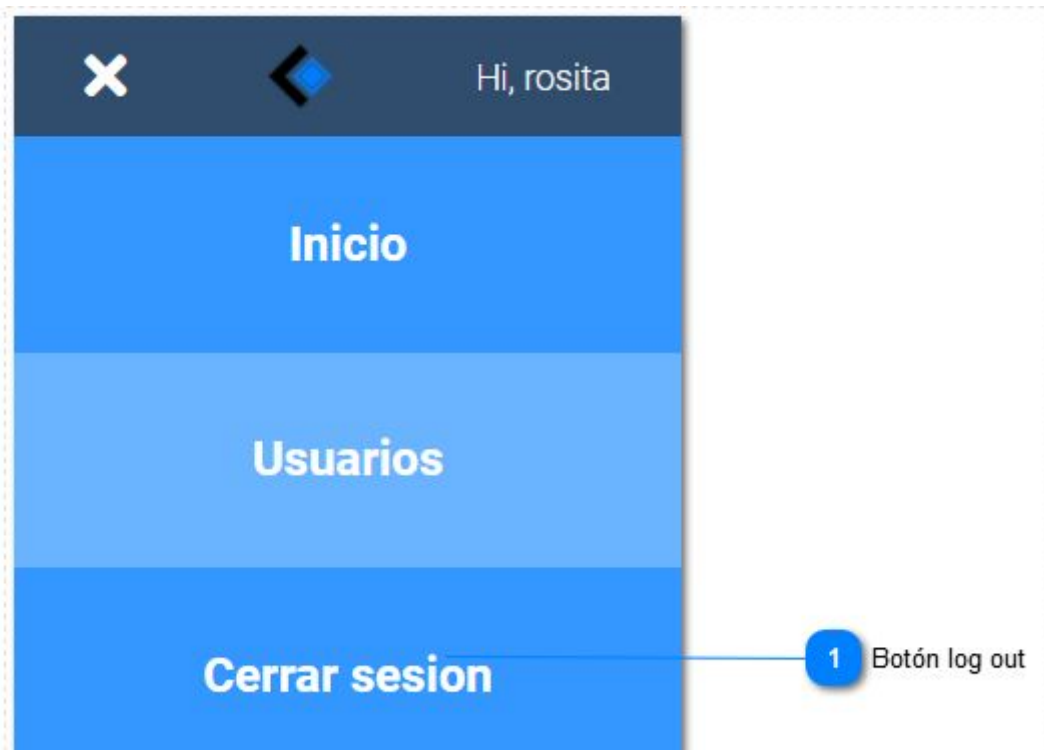 Hi, rosita
Inicio
Usuarios
Cerrar sesion
1 Botón log out